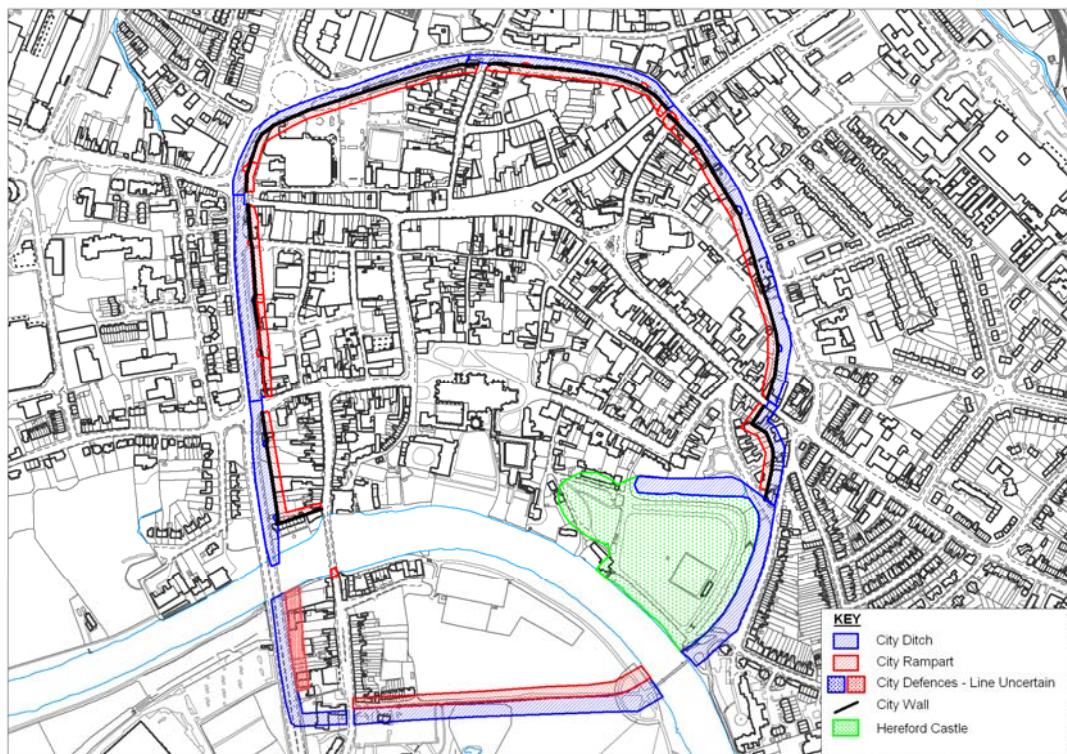 KEY
City Ditch
City Rampart
City Defences - Line Uncertain
City Wall
Hereford Castle